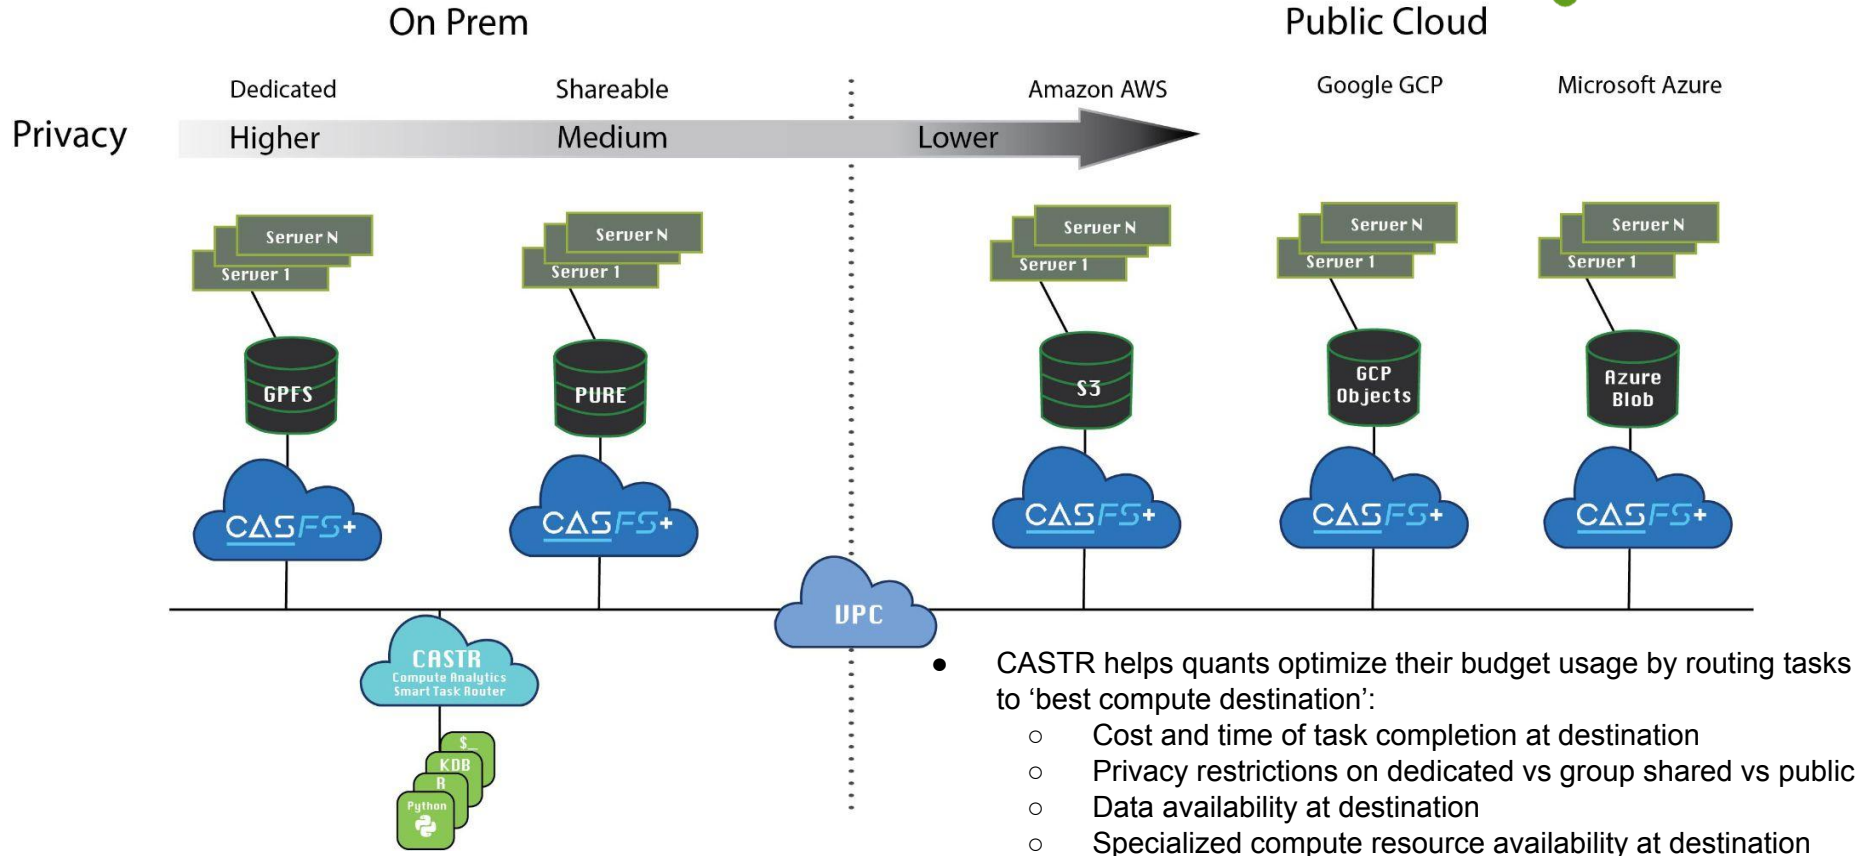 On Prem
Public Cloud
Dedicated
Shareable
Amazon AWS
Google GCP
Microsoft Azure
Privacy
Higher
Medium
Lower
Server N
Server 1
Server N
Server 1
Server N
Server 1
Server N
Server 1
Server N
Server 1
GPFS
PURE
S3
GCP
Objects
Azure
Blob
CASFS+
CASFS+
CASFS+
CASFS+
CASFS+
VPC
CASTR
Compute Analytics
Smart Task Router
$_
KDB
R
Python
● CASTR helps quants optimize their budget usage by routing tasks
to ‘best compute destination’:
○ Cost and time of task completion at destination
○ Privacy restrictions on dedicated vs group shared vs public
○ Data availability at destination
○ Specialized compute resource availability at destination